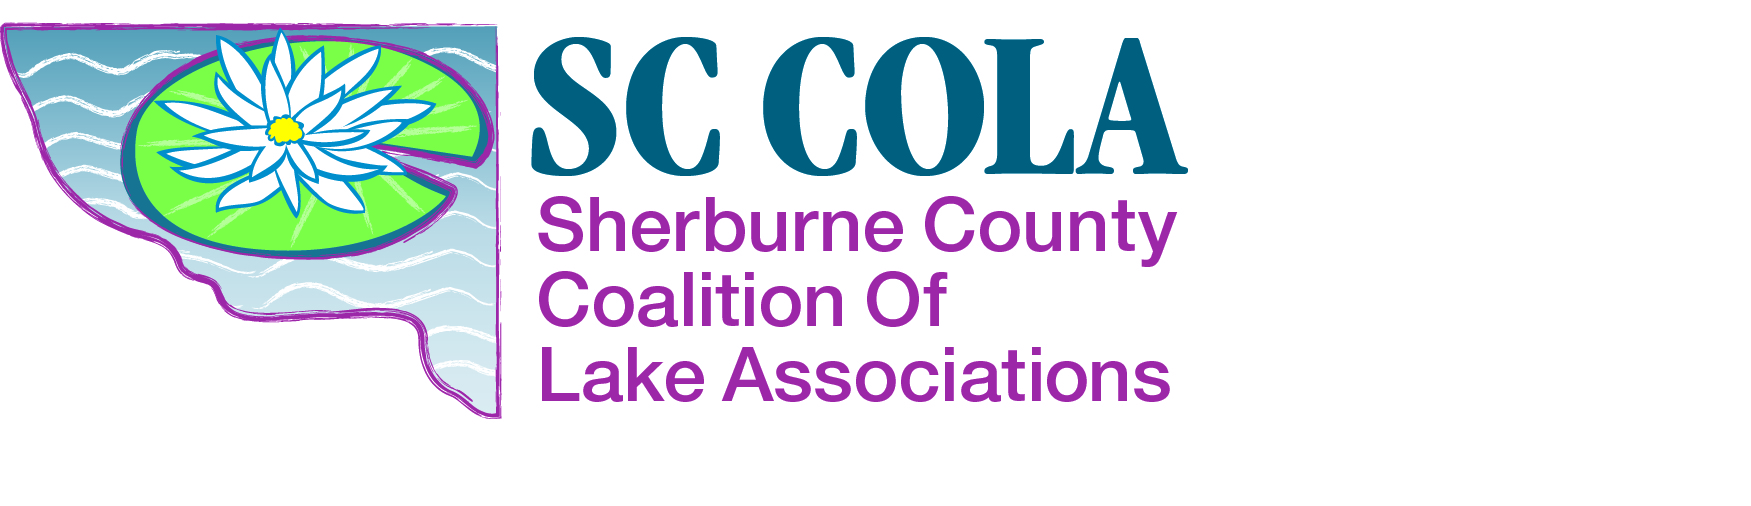 SC COLA
Sherburne County
Coalition Of
Lake Associations